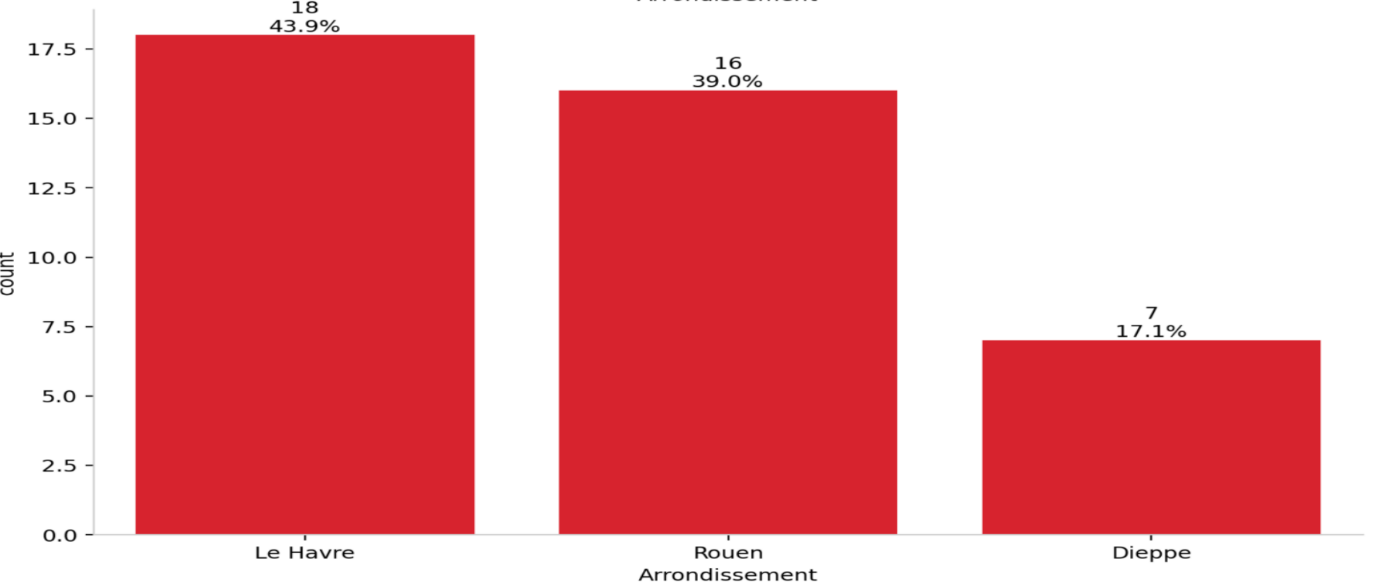 18
43.9%
16
39.0%
7
17.1%
17.5
15.0
12.5
10.0
7.5
5.0
2.5
0.0
count
Le Havre
Rouen
Dieppe
Arrondissement